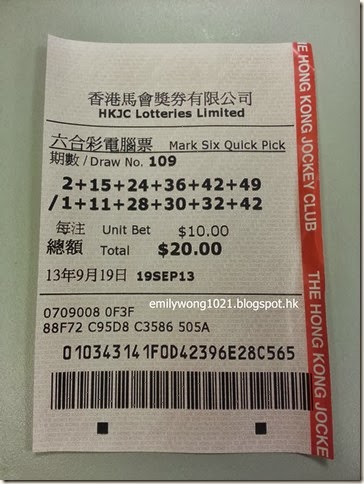 香港馬會獎券有限公司
HKJC Lotteries Limited
六合彩電腦票 Mark Six Quick Pick
期數 / Draw No. 109
2+15+24+36+42+49
/1+11+28+30+32+42
每注 Unit Bet $10.00
總額 Total $20.00
13年9月19日 19SEP13
emilywong1021.blogspot.hk
0709008 0F3F
88F72 C95D8 C3586 505A
010343141F0D42396E28C565
THE HONG KONG JOCKEY CLUB
THE HONG KONG JOCKE